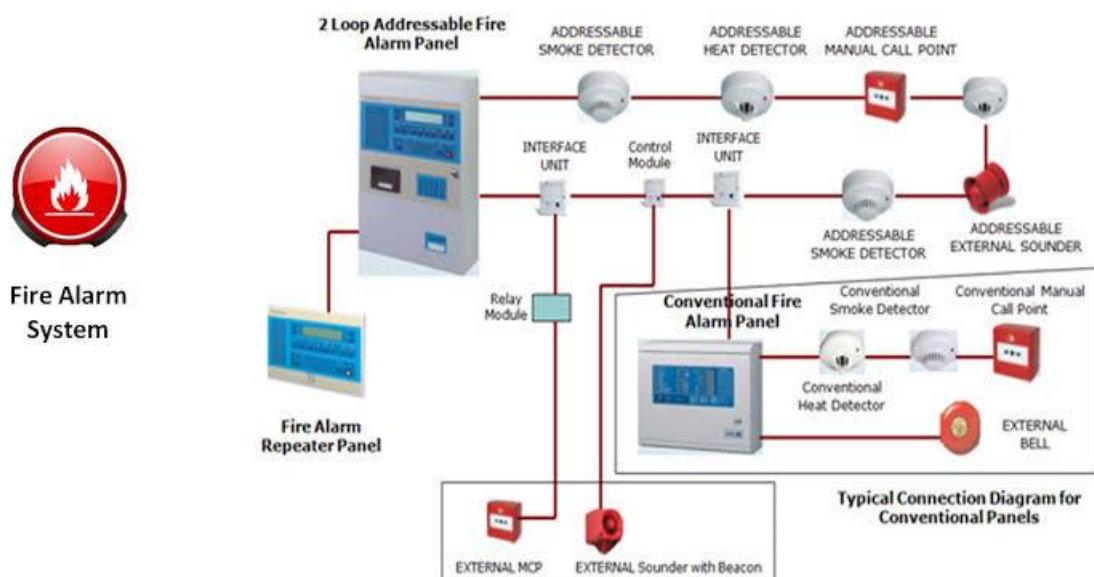 2 Loop Addressable Fire
Alarm Panel
ADDRESSABLE
SMOKE DETECTOR
ADDRESSABLE
HEAT DETECTOR
ADDRESSABLE
MANUAL CALL POINT
INTERFACE
UNIT
Control
Module
INTERFACE
UNIT
ADDRESSABLE
SMOKE DETECTOR
ADDRESSABLE
EXTERNAL SOUNDER
Fire Alarm
System
Relay
Module
Conventional Fire
Alarm Panel
Conventional
Smoke Detector
Conventional Manual
Call Point
Conventional
Heat Detector
Fire Alarm
Repeater Panel
EXTERNAL
BELL
Typical Connection Diagram for
Conventional Panels
EXTERNAL MCP
EXTERNAL Sounder with Beacon